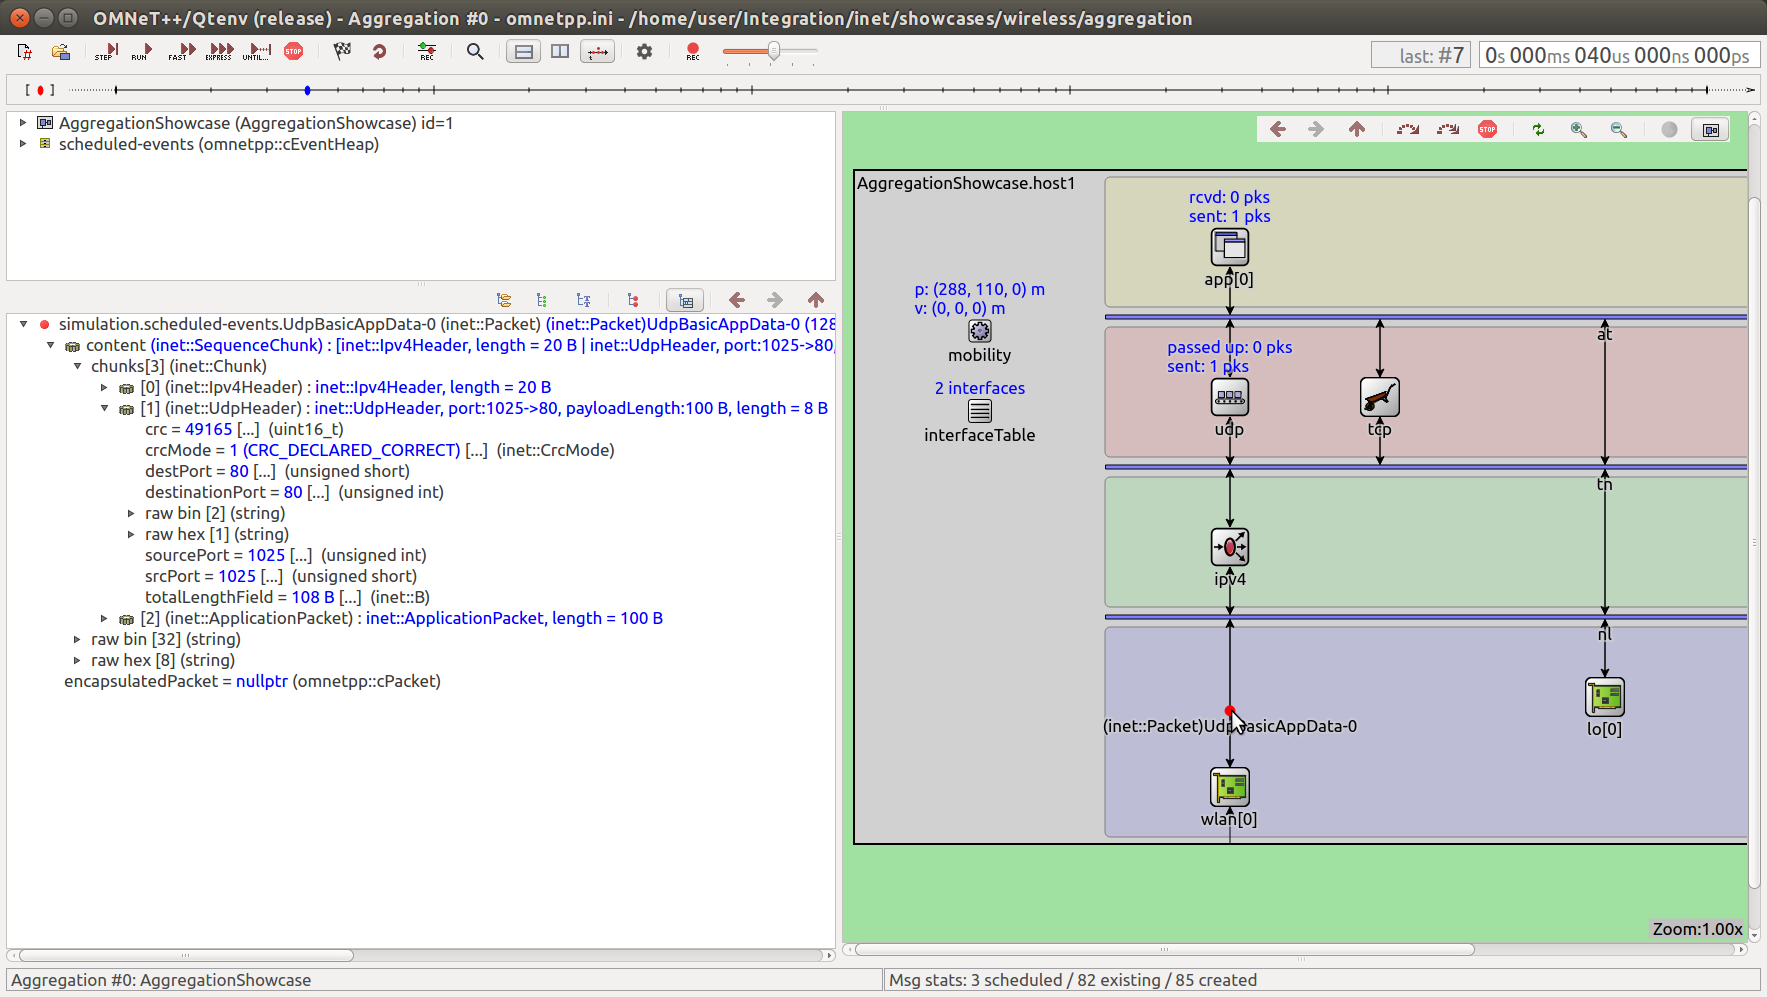 OMNeT++/Qtenv (release) - Aggregation #0 - omnetpp.ini - /home/user/Integration/inet/showcases/wireless/aggregation
STEP RUN FAST EXPRESS UNTIL... STOP REC REC
last: #7 0s 000ms 040us 000ns 000ps
AggregationShowcase (AggregationShowcase) id=1
scheduled-events (omnetpp::cEventHeap)
simulation.scheduled-events.UdpBasicAppData-0 (inet::Packet) (inet::Packet)UdpBasicAppData-0 (128
content (inet::SequenceChunk) : [inet::Ipv4Header, length = 20 B | inet::UdpHeader, port:1025->80,
chunks[3] (inet::Chunk)
[0] (inet::Ipv4Header) : inet::Ipv4Header, length = 20 B
[1] (inet::UdpHeader) : inet::UdpHeader, port:1025->80, payloadLength:100 B, length = 8 B
crc = 49165 [...] (uint16_t)
crcMode = 1 (CRC_DECLARED_CORRECT) [...] (inet::CrcMode)
destPort = 80 [...] (unsigned short)
destinationPort = 80 [...] (unsigned int)
raw bin [2] (string)
raw hex [1] (string)
sourcePort = 1025 [...] (unsigned int)
srcPort = 1025 [...] (unsigned short)
totalLengthField = 108 B [...] (inet::B)
[2] (inet::ApplicationPacket) : inet::ApplicationPacket, length = 100 B
raw bin [32] (string)
raw hex [8] (string)
encapsulatedPacket = nullptr (omnetpp::cPacket)
STOP
AggregationShowcase.host1
rcvd: 0 pks
sent: 1 pks
app[0]
p: (288, 110, 0) m
v: (0, 0, 0) m
mobility
2 interfaces
interfaceTable
at
passed up: 0 pks
sent: 1 pks
udp
tcp
tn
ipv4
nl
(inet::Packet)UdpBasicAppData-0
lo[0]
wlan[0]
Zoom:1.00x
Aggregation #0: AggregationShowcase
Msg stats: 3 scheduled / 82 existing / 85 created